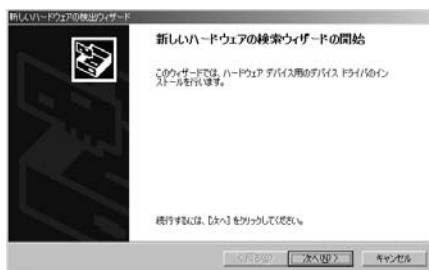 新しいハードウェアの検出ウィザード
新しいハードウェアの検索ウィザードの開始
このウィザードでは、ハードウェア デバイス用のデバイス ドライバのイン
ストールを行います。
続行するには、[次へ] をクリックしてください。
< 戻る(B)
次へ(N) >
キャンセル